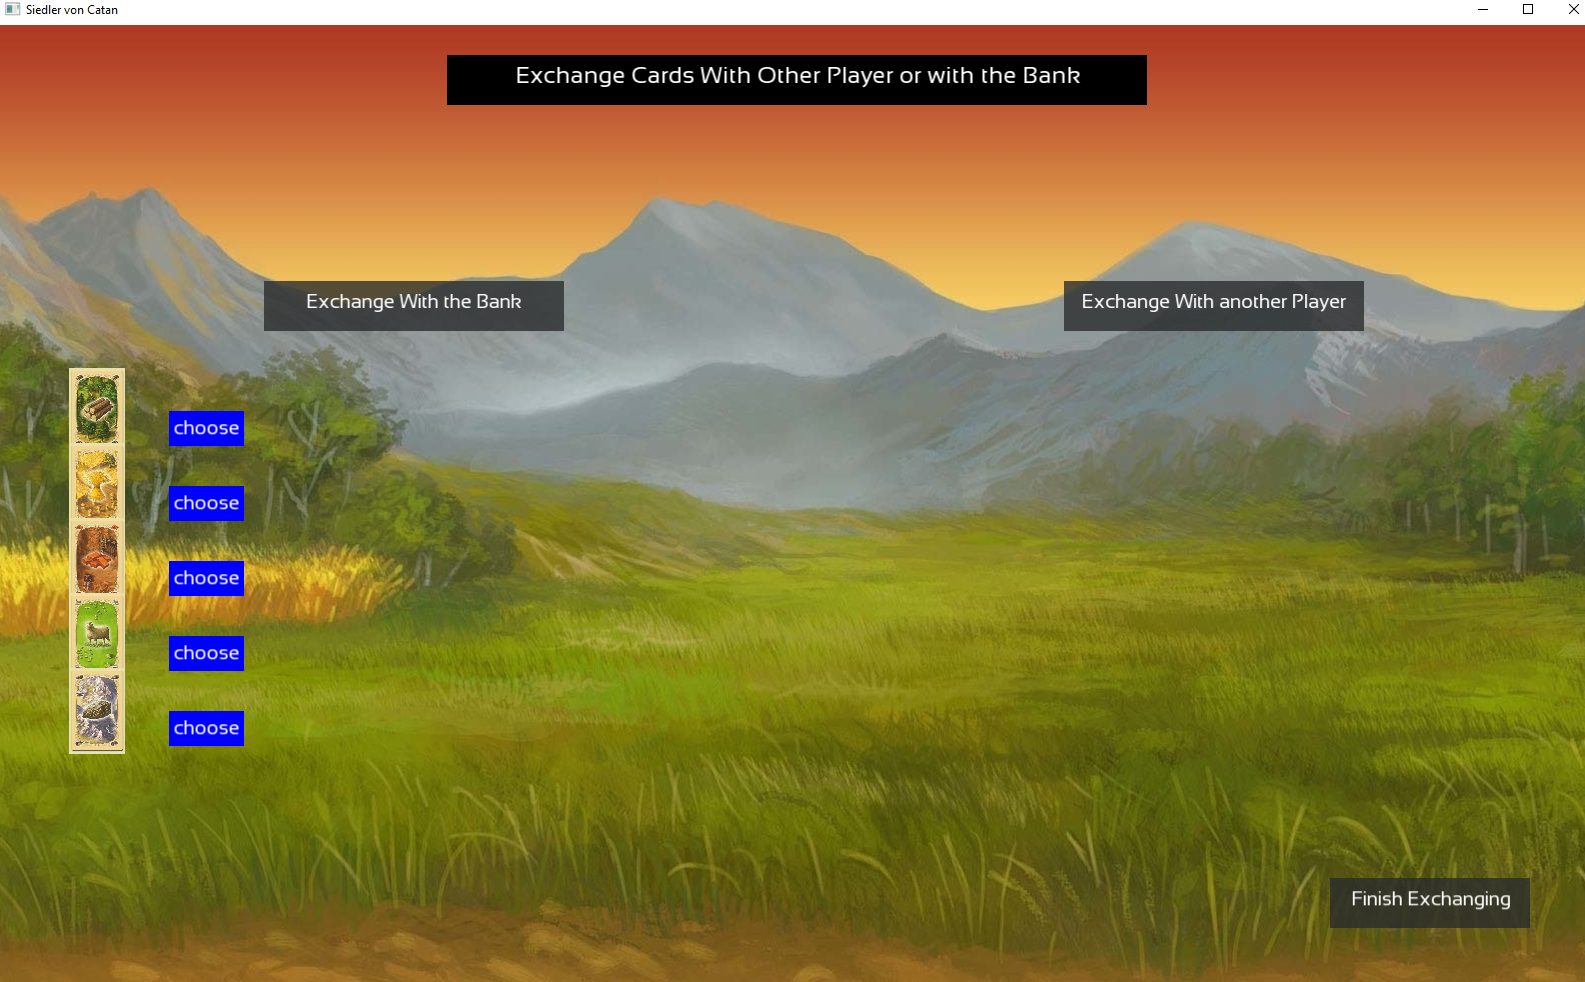 Siedler von Catan
Exchange Cards With Other Player or with the Bank
Exchange With the Bank
Exchange With another Player
choose
choose
choose
choose
choose
Finish Exchanging